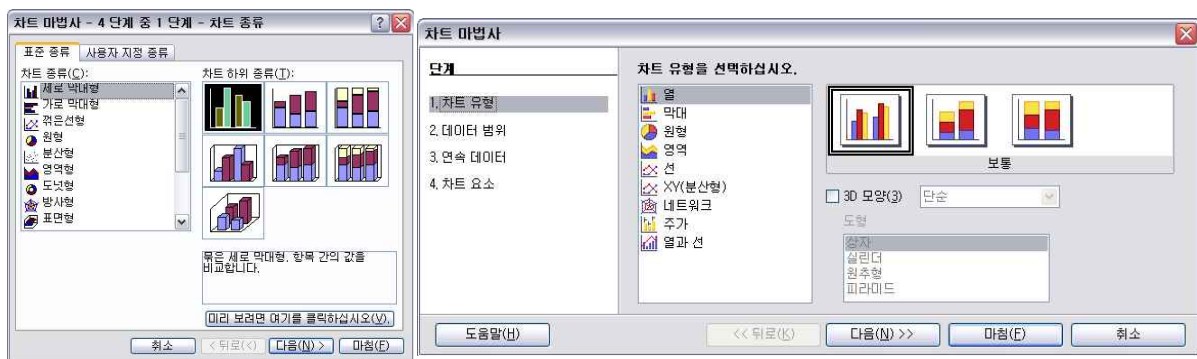 차트 마법사 - 4 단계 중 1 단계 - 차트 종류
표준 종류
사용자 지정 종류
차트 종류(C):
세로 막대형
가로 막대형
꺾은선형
원형
분산형
영역형
도넛형
방사형
표면형
차트 하위 종류(T):
묶은 세로 막대형. 항목 간의 값을
비교합니다.
미리 보려면 여기를 클릭하십시오(V).
취소
< 뒤로(<)
다음(N) >
마침(F)
차트 마법사
단계
1. 차트 유형
2. 데이터 범위
3. 연속 데이터
4. 차트 요소
차트 유형을 선택하십시오.
열
막대
원형
영역
선
XY(분산형)
네트워크
주가
열과 선
보통
3D 모양(3)
단순
도형
상자
실린더
원추형
피라미드
도움말(H)
<< 뒤로(K)
다음(N) >>
마침(F)
취소